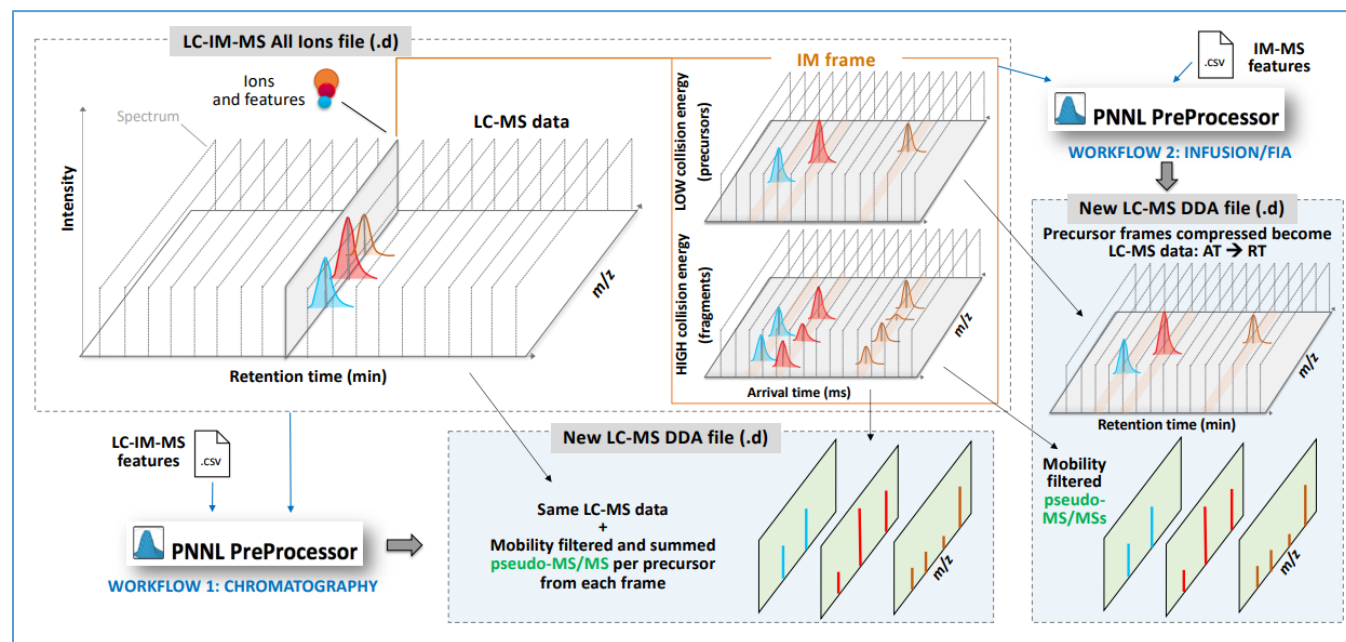 LC-IM-MS All Ions file (.d)
Ions
and features
Spectrum
LC-MS data
Intensity
m/z
Retention time (min)
IM frame
LOW collision energy
(precursors)
m/z
HIGH collision energy
(fragments)
m/z
Arrival time (ms)
.csv
IM-MS
features
PNNL PreProcessor
WORKFLOW 2: INFUSION/FIA
New LC-MS DDA file (.d)
Precursor frames compressed become
LC-MS data: AT → RT
m/z
Retention time (min)
Mobility
filtered
pseudo-
MS/MSs
m/z
LC-IM-MS
features
.csv
PNNL PreProcessor
WORKFLOW 1: CHROMATOGRAPHY
New LC-MS DDA file (.d)
Same LC-MS data
+
Mobility filtered and summed
pseudo-MS/MS per precursor
from each frame
m/z